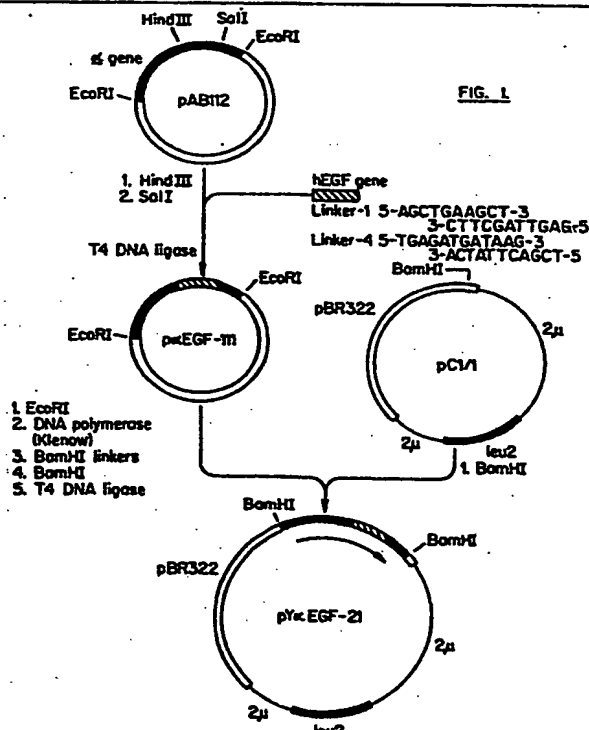 HindIII
SalI
EcoRI
α gene
EcoRI
pAB112
FIG. 1.
1. HindIII
2. SalI
hEGF gene
Linker-1 5-AGCTGAAGCT-3
3-CTTCGATTGAGr5
Linker-4 5-TGAGATGATAAG-3
3-ACTATTCAGCT-5
T4 DNA ligase
BamHI
EcoRI
pBR322
2μ
EcoRI
pαEGF-111
pC1/1
1. EcoRI
2. DNA polymerase
(Klenow)
3. BamHI linkers
4. BamHI
5. T4 DNA ligase
2μ
leu2
1. BamHI
BamHI
BamHI
pBR322
pYαEGF-21
2μ
2μ
leu2